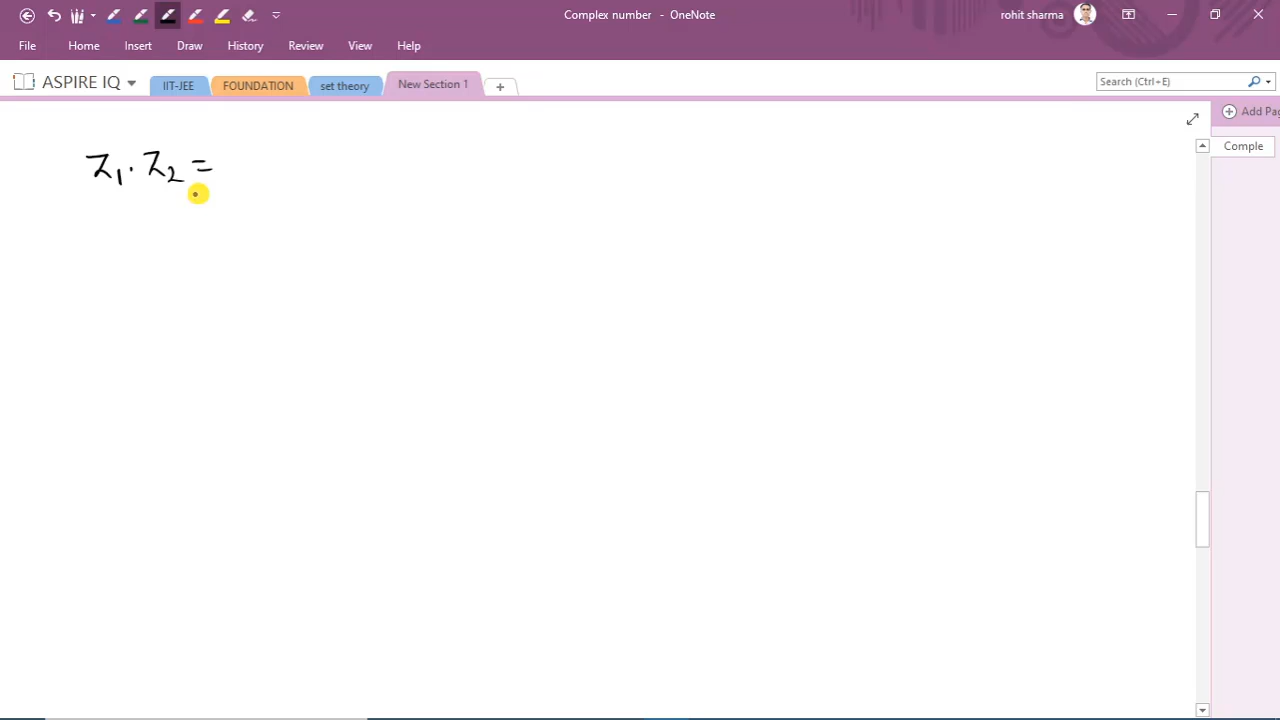 Complex number - OneNote
rohit sharma
File Home Insert Draw History Review View Help
ASPIRE IQ
IIT-JEE
FOUNDATION
set theory
New Section 1
Search (Ctrl+E)
Add Pag
Comple
z₁ · z₂ =